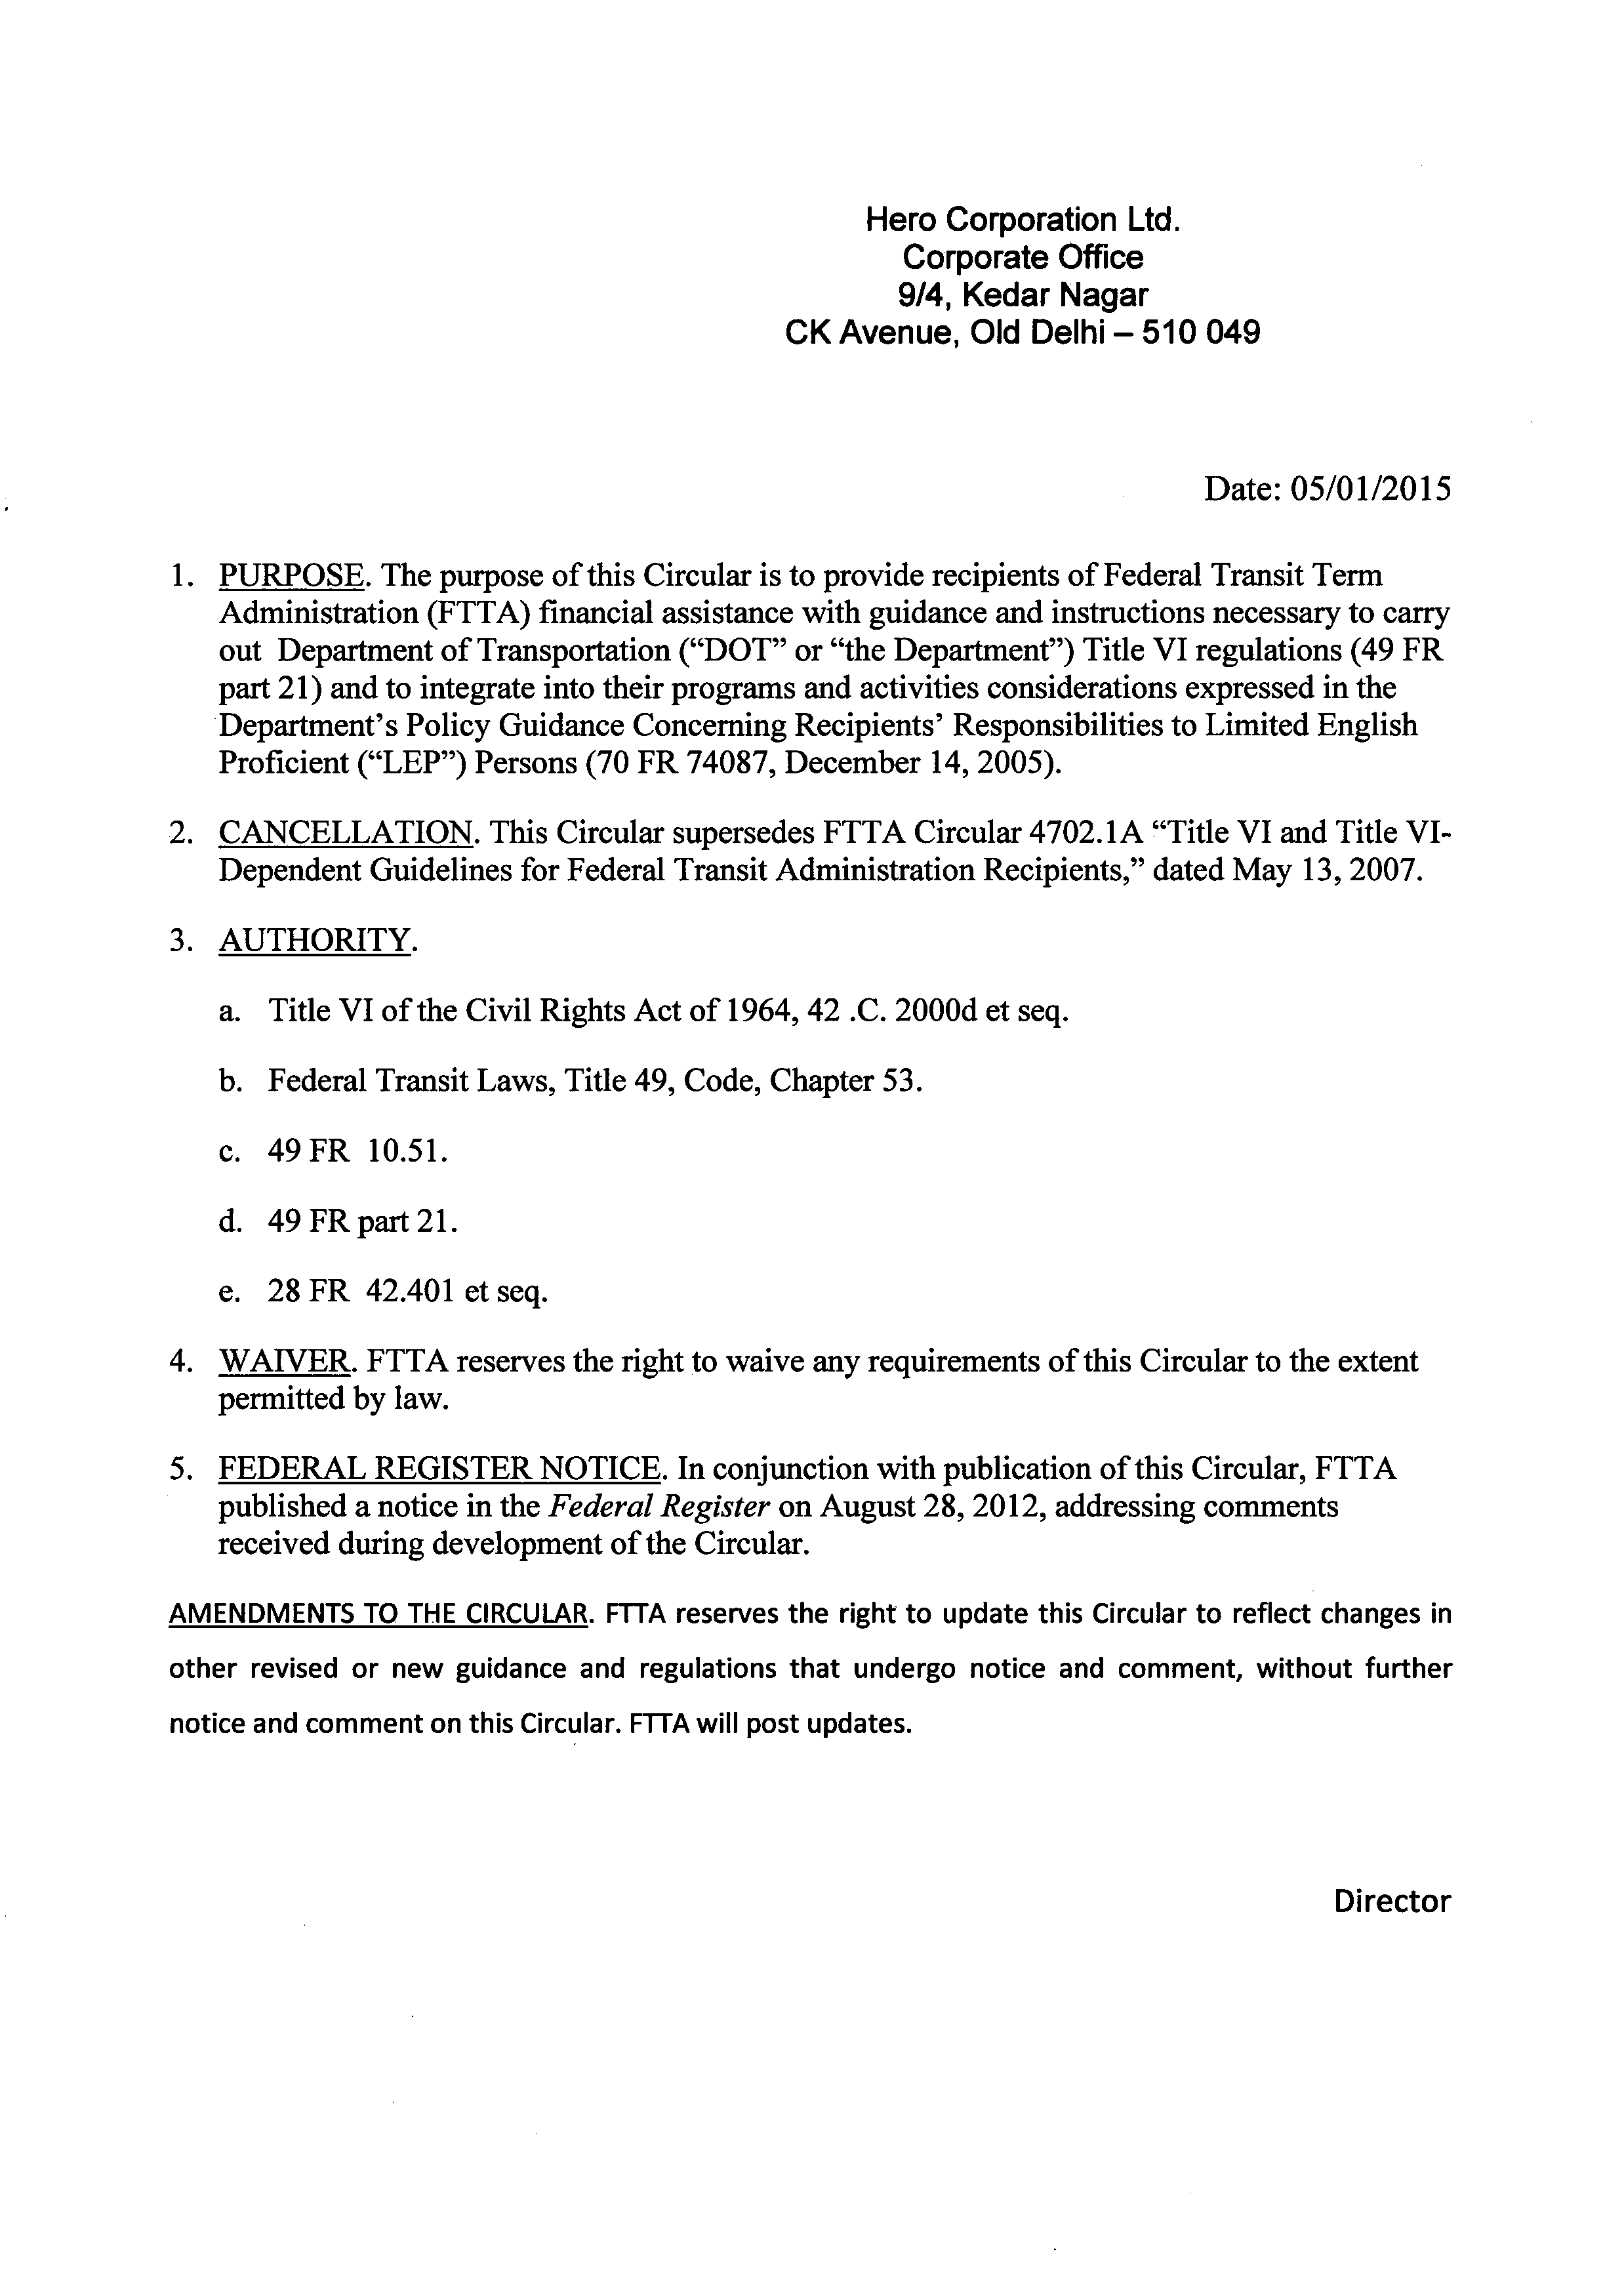 Hero Corporation Ltd.
Corporate Office
9/4, Kedar Nagar
CK Avenue, Old Delhi – 510 049
Date: 05/01/2015
1. PURPOSE. The purpose of this Circular is to provide recipients of Federal Transit Term
Administration (FTTA) financial assistance with guidance and instructions necessary to carry
out Department of Transportation (“DOT” or “the Department”) Title VI regulations (49 FR
part 21) and to integrate into their programs and activities considerations expressed in the
Department’s Policy Guidance Concerning Recipients’ Responsibilities to Limited English
Proficient (“LEP”) Persons (70 FR 74087, December 14, 2005).
2. CANCELLATION. This Circular supersedes FTTA Circular 4702.1A “Title VI and Title VI-
Dependent Guidelines for Federal Transit Administration Recipients,” dated May 13, 2007.
3. AUTHORITY.
a. Title VI of the Civil Rights Act of 1964, 42 .C. 2000d et seq.
b. Federal Transit Laws, Title 49, Code, Chapter 53.
c. 49 FR 10.51.
d. 49 FR part 21.
e. 28 FR 42.401 et seq.
4. WAIVER. FTTA reserves the right to waive any requirements of this Circular to the extent
permitted by law.
5. FEDERAL REGISTER NOTICE. In conjunction with publication of this Circular, FTTA
published a notice in the Federal Register on August 28, 2012, addressing comments
received during development of the Circular.
AMENDMENTS TO THE CIRCULAR. FTTA reserves the right to update this Circular to reflect changes in
other revised or new guidance and regulations that undergo notice and comment, without further
notice and comment on this Circular. FTTA will post updates.
Director